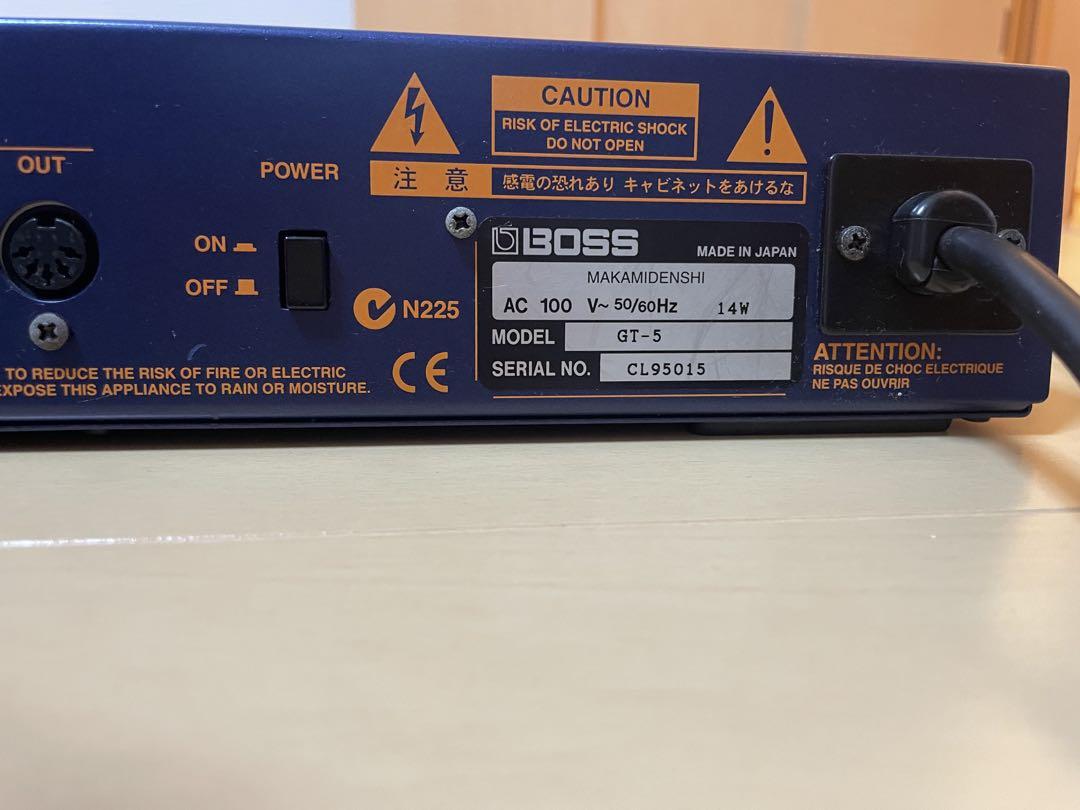 OUT
POWER
ON
OFF
N225
CE
TO REDUCE THE RISK OF FIRE OR ELECTRIC
EXPOSE THIS APPLIANCE TO RAIN OR MOISTURE.
CAUTION
RISK OF ELECTRIC SHOCK
DO NOT OPEN
注 意 感電の恐れあり キャビネットをあけるな
BOSS MADE IN JAPAN
MAKAMIDENSHI
AC 100 V~ 50/60Hz 14W
MODEL GT-5
SERIAL NO. CL95015
ATTENTION:
RISQUE DE CHOC ELECTRIQUE
NE PAS OUVRIR